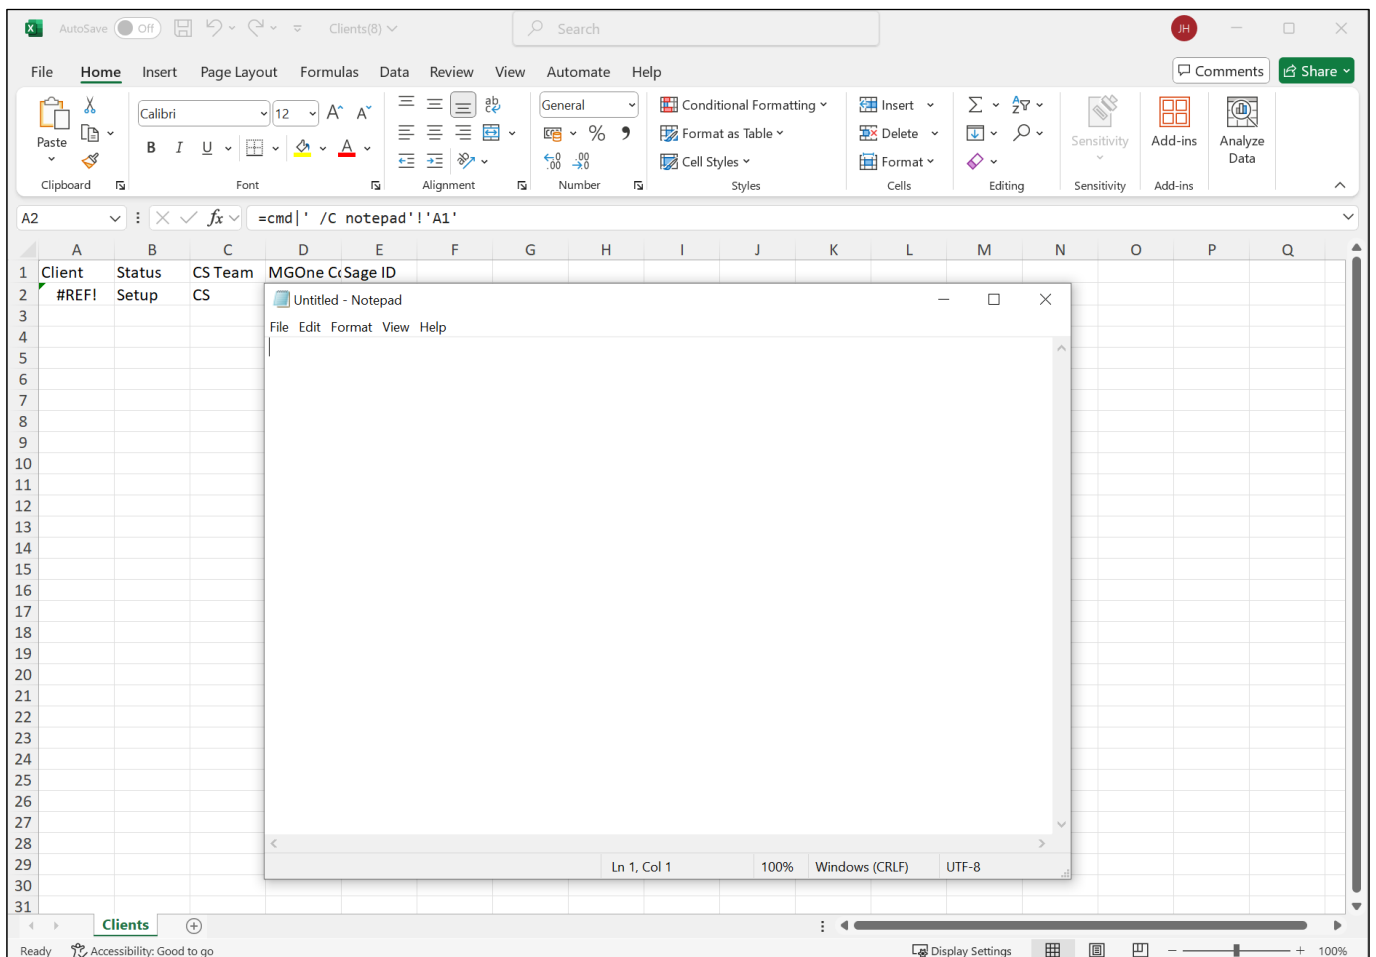 AutoSave Off Clients(8) Search JH
File Home Insert Page Layout Formulas Data Review View Automate Help Comments Share
Paste
Clipboard
Calibri 12 A^ A˅
B I U A
Font
ab
Alignment
General
% 9
.00 .00
Number
Conditional Formatting
Format as Table
Cell Styles
Styles
Insert
Delete
Format
Cells
Σ
Editing
Sensitivity
Sensitivity
Add-ins
Add-ins
Analyze
Data
A2 fx =cmd|' /C notepad'!'A1'
A B C D E F G H I J K L M N O P Q
1 Client Status CS Team MGOne Cc Sage ID
2 #REF! Setup CS
Untitled - Notepad
File Edit Format View Help
3
4
5
6
7
8
9
10
11
12
13
14
15
16
17
18
19
20
21
22
23
24
25
26
27
28
29
Ln 1, Col 1 100% Windows (CRLF) UTF-8
30
31
Clients
Ready Accessibility: Good to go Display Settings 100%